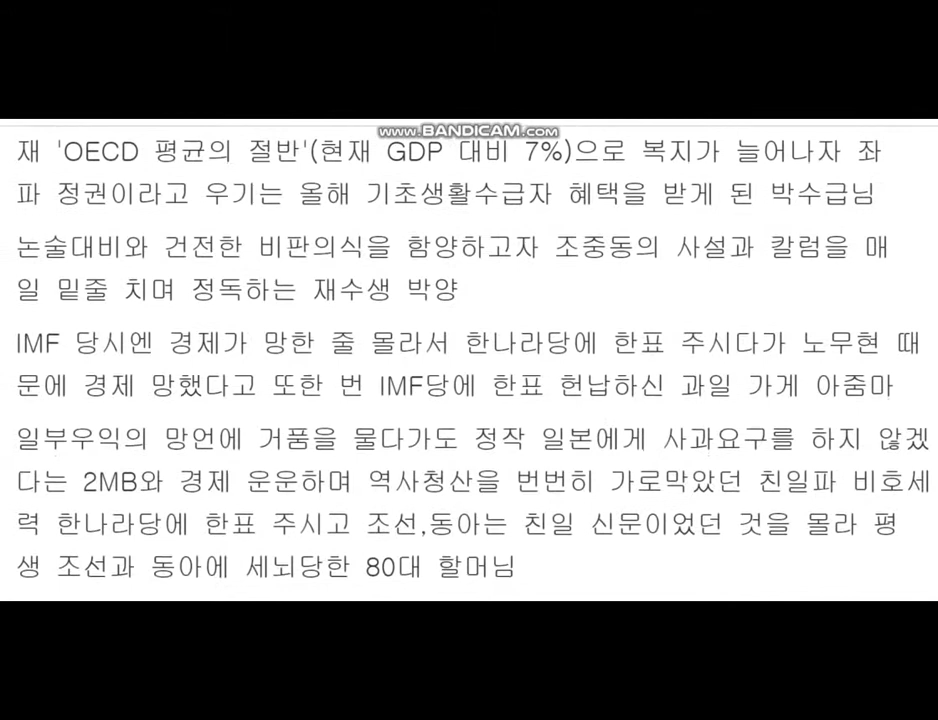 www.BANDICAM.com
재 'OECD 평균의 절반'(현재 GDP 대비 7%)으로 복지가 늘어나자 좌
파 정권이라고 우기는 올해 기초생활수급자 혜택을 받게 된 박수급님
논술대비와 건전한 비판의식을 함양하고자 조중동의 사설과 칼럼을 매
일 밑줄 치며 정독하는 재수생 박양
IMF 당시엔 경제가 망한 줄 몰라서 한나라당에 한표 주시다가 노무현 때
문에 경제 망했다고 또한 번 IMF당에 한표 헌납하신 과일 가게 아줌마
일부우익의 망언에 거품을 물다가도 정작 일본에게 사과요구를 하지 않겠
다는 2MB와 경제 운운하며 역사청산을 번번히 가로막았던 친일파 비호세
력 한나라당에 한표 주시고 조선,동아는 친일 신문이었던 것을 몰라 평
생 조선과 동아에 세뇌당한 80대 할머님